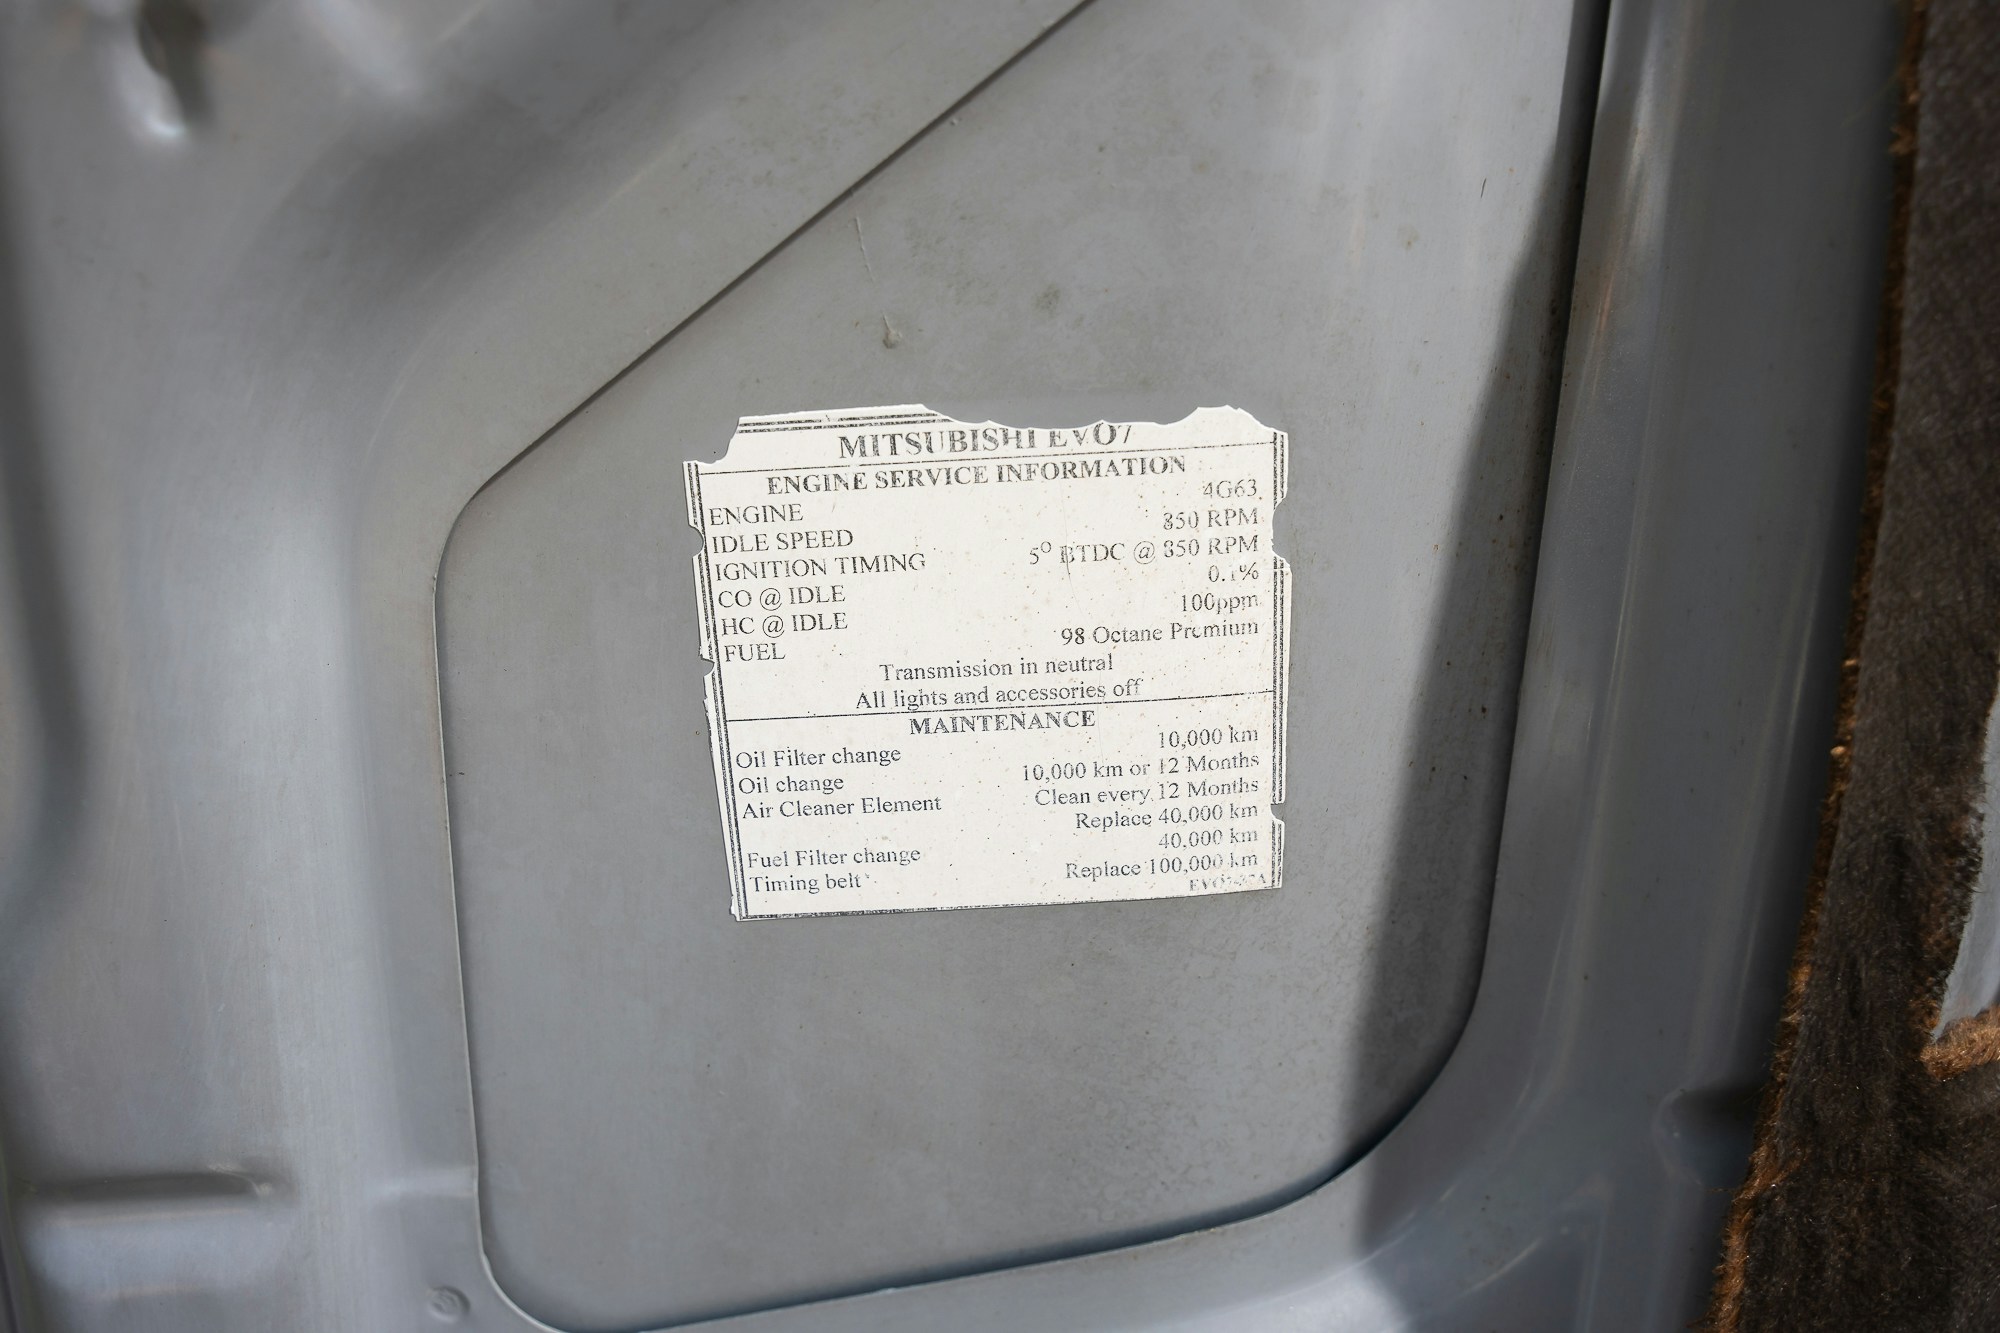 MITSUBISHI EVO7
ENGINE SERVICE INFORMATION
ENGINE 4G63
IDLE SPEED 850 RPM
IGNITION TIMING 5° BTDC @ 850 RPM
CO @ IDLE 0.1%
HC @ IDLE 100ppm
FUEL 98 Octane Premium
Transmission in neutral
All lights and accessories off
MAINTENANCE
Oil Filter change 10,000 km
Oil change 10,000 km or 12 Months
Air Cleaner Element Clean every 12 Months
Replace 40,000 km
Fuel Filter change 40,000 km
Timing belt Replace 100,000 km